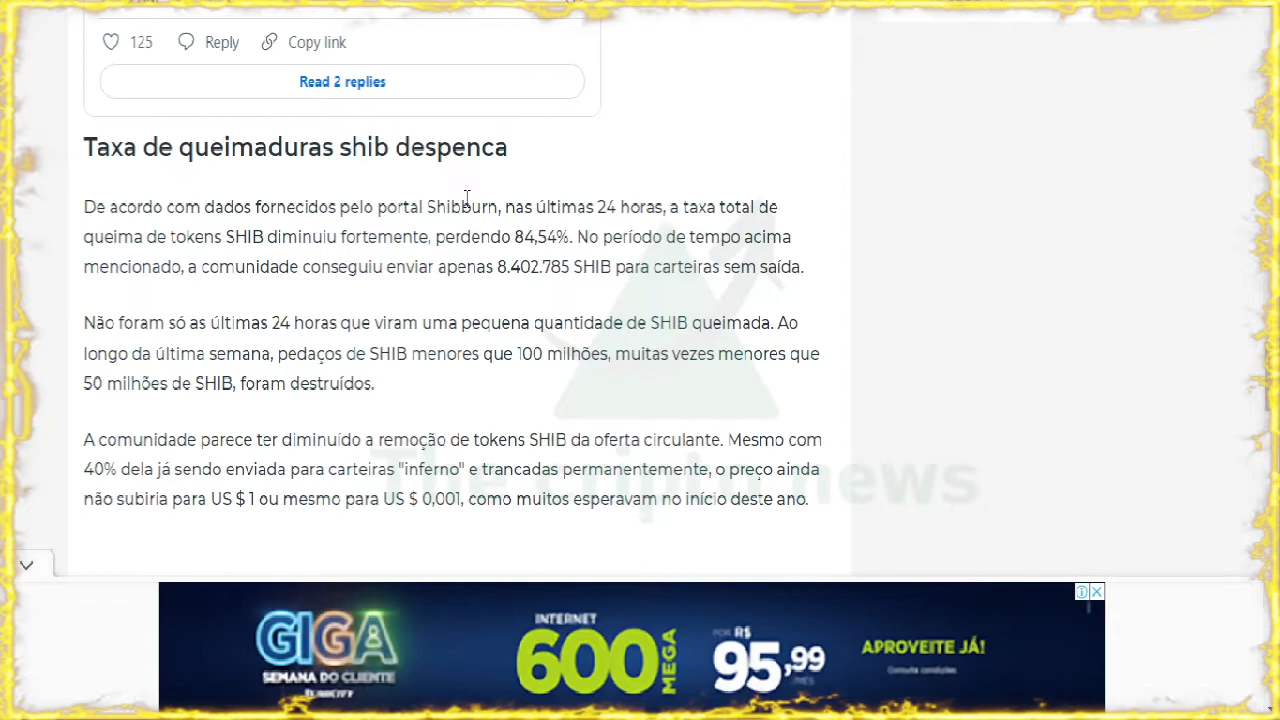 125 Reply Copy link
Read 2 replies
Taxa de queimaduras shib despenca
De acordo com dados fornecidos pelo portal Shibburn, nas últimas 24 horas, a taxa total de
queima de tokens SHIB diminuiu fortemente, perdendo 84,54%. No período de tempo acima
mencionado, a comunidade conseguiu enviar apenas 8.402.785 SHIB para carteiras sem saída.
Não foram só as últimas 24 horas que viram uma pequena quantidade de SHIB queimada. Ao
longo da última semana, pedaços de SHIB menores que 100 milhões, muitas vezes menores que
50 milhões de SHIB, foram destruídos.
A comunidade parece ter diminuído a remoção de tokens SHIB da oferta circulante. Mesmo com
40% dela já sendo enviada para carteiras "inferno" e trancadas permanentemente, o preço ainda
não subiria para US $ 1 ou mesmo para US $ 0,001, como muitos esperavam no início deste ano.
The Cripto news
GIGA
SEMANA DO CLIENTE
INTERNET
600 MEGA
POR R$
95,99
/MÊS
APROVEITE JÁ!
Consulte condições